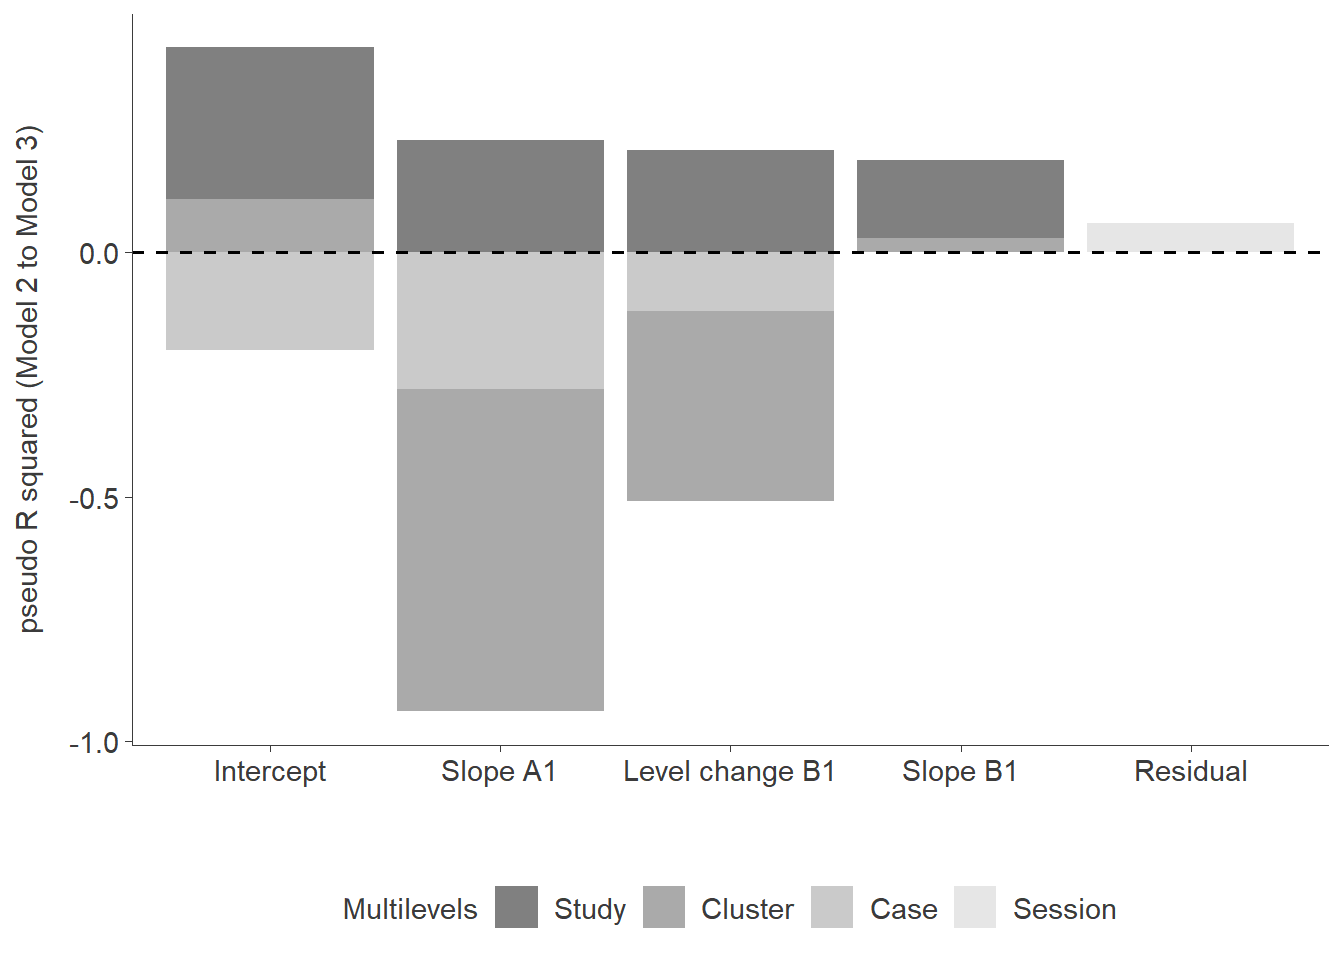 pseudo R squared (Model 2 to Model 3)
0.0
-0.5
-1.0
Intercept Slope A1 Level change B1 Slope B1 Residual
Multilevels Study Cluster Case Session